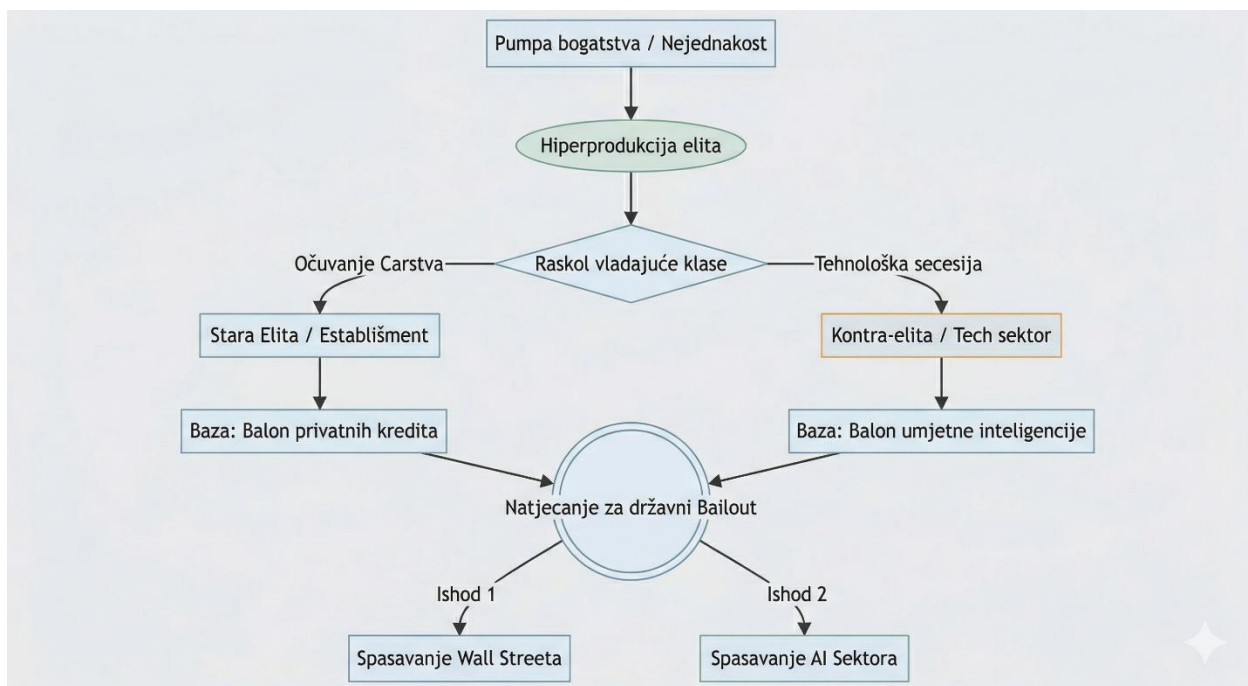 Pumpa bogatstva / Nejednakost
Hiperprodukcija elita
Raskol vladajuće klase
Očuvanje Carstva
Tehnološka secesija
Stara Elita / Establišment
Kontra-elita / Tech sektor
Baza: Balon privatnih kredita
Baza: Balon umjetne inteligencije
Natjecanje za državni Bailout
Ishod 1
Ishod 2
Spasavanje Wall Streeta
Spasavanje AI Sektora